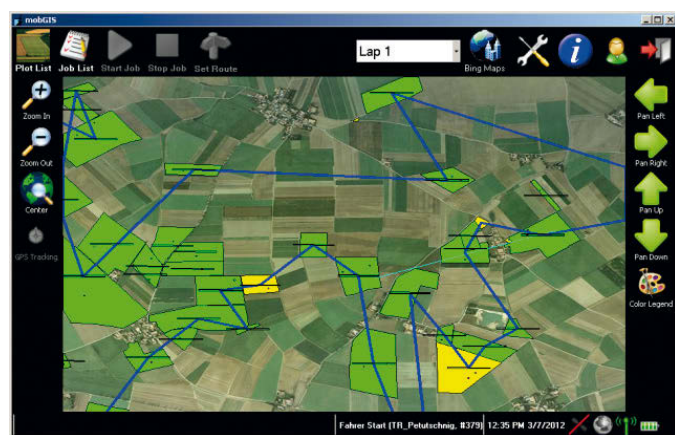 mobGIS
Plot List
Job List
Start Job
Stop Job
Set Route
Lap 1
Bing Maps
Zoom In
Zoom Out
Center
GPS Tracking
Pan Left
Pan Right
Pan Up
Pan Down
Color Legend
Fahrer Start (TR_Petutschnig, #379)
12:35 PM 3/7/2012